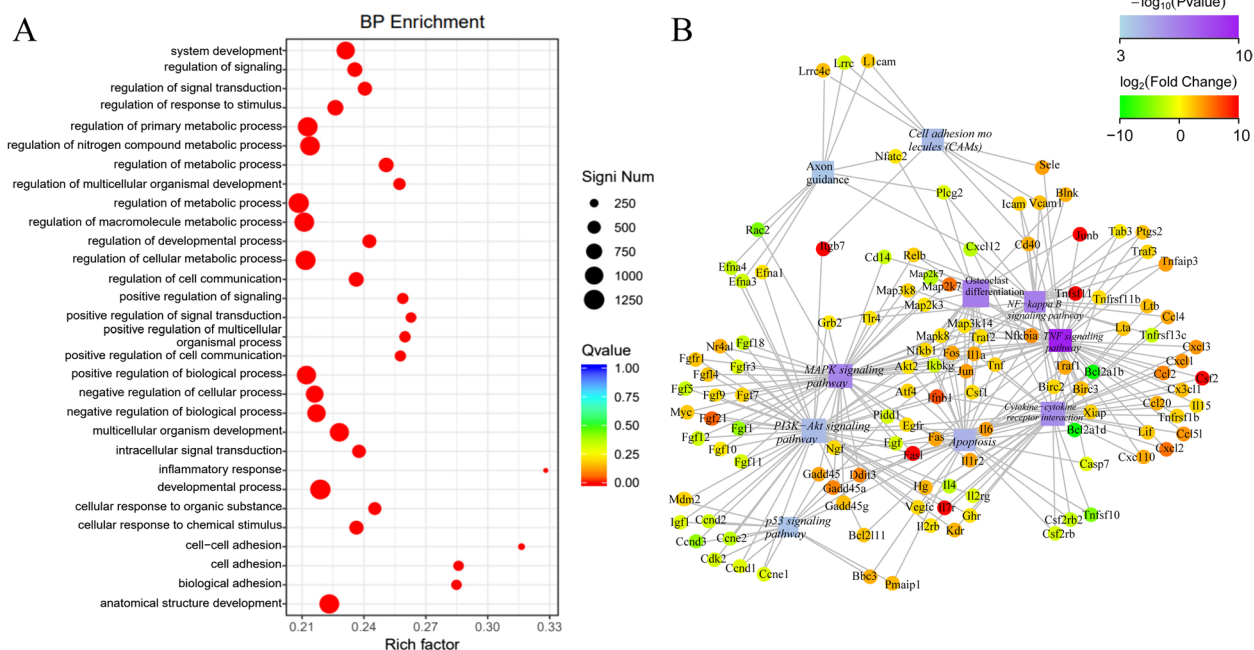 A
BP Enrichment
system development
regulation of signaling
regulation of signal transduction
regulation of response to stimulus
regulation of primary metabolic process
regulation of nitrogen compound metabolic process
regulation of metabolic process
regulation of multicellular organismal development
regulation of metabolic process
regulation of macromolecule metabolic process
regulation of developmental process
regulation of cellular metabolic process
regulation of cell communication
positive regulation of signaling
positive regulation of signal transduction
positive regulation of multicellular
organismal process
positive regulation of cell communication
positive regulation of biological process
negative regulation of cellular process
negative regulation of biological process
multicellular organism development
intracellular signal transduction
inflammatory response
developmental process
cellular response to organic substance
cellular response to chemical stimulus
cell−cell adhesion
cell adhesion
biological adhesion
anatomical structure development
0.21 0.24 0.27 0.30 0.33
Rich factor
Signi Num
250
500
750
1000
1250
Qvalue
1.00
0.75
0.50
0.25
0.00
B
−log10(Pvalue)
3 10
log2(Fold Change)
−10 0 10
Lrrc4c
Lrrc
L1cam
Cell adhesion mo
lecules (CAMs)
Nfatc2
Axon
guidance
Sele
Plcg2
Icam
Vcam1
Blnk
Rac2
Itgb7
Cxcl12
Cd40
Junb
Tab3
Ptgs2
Traf3
Tnfaip3
Efna4
Efna1
Efna3
Cd14
Relb
Map2k7
Map2k7
Map3k8
Map2k3
Osteoclast
differentiation
NF−kappa B
signaling pathway
Tnfsf11
Tnfrsf11b
Ltb
Ccl4
Grb2
Tlr4
Map3k14
Mapk8
Traf2
Nfkbia
TNF signaling
pathway
Lta
Tnfrsf13c
Nr4a1
Fgf18
Fgfr1
Fgfr3
Fgfl4
Fgf5
Fgf9
Fgf7
MAPK signaling
pathway
Nfkb1
Fos
Il1a
Akt2
Ikbkg
Jun
Tnf
Traf1
Bcl2a1b
Cxcl3
Cxcl1
Ccl2
Csf2
Cx3cl1
Atf4
Ifnb1
Csf1
Birc2
Birc3
Myc
Fgf21
Fgf1
Fgf12
Fgf10
Fgf11
PI3K−Akt signaling
pathway
Pidd1
Egfr
Egf
Fas
Fasl
Il6
Apoptosis
Il1r2
Cytokine−cytokine
receptor interaction
Xiap
Bcl2a1d
Ccl20
Il15
Tnfrsf1b
Lif
Ccl5l
Cxcl10
Cxcl2
Casp7
Ngf
Gadd45
Ddit3
Gadd45a
Gadd45g
Hg
Il4
Il2rg
Vegfc
Il7r
Ghr
Il2rb
Kdr
Csf2rb2
Tnfsf10
Csf2rb
Mdm2
Igf1
Ccnd2
Ccnd3
Ccne2
Cdk2
Ccnd1
Ccne1
p53 signaling
pathway
Bcl2l11
Bbc3
Pmaip1